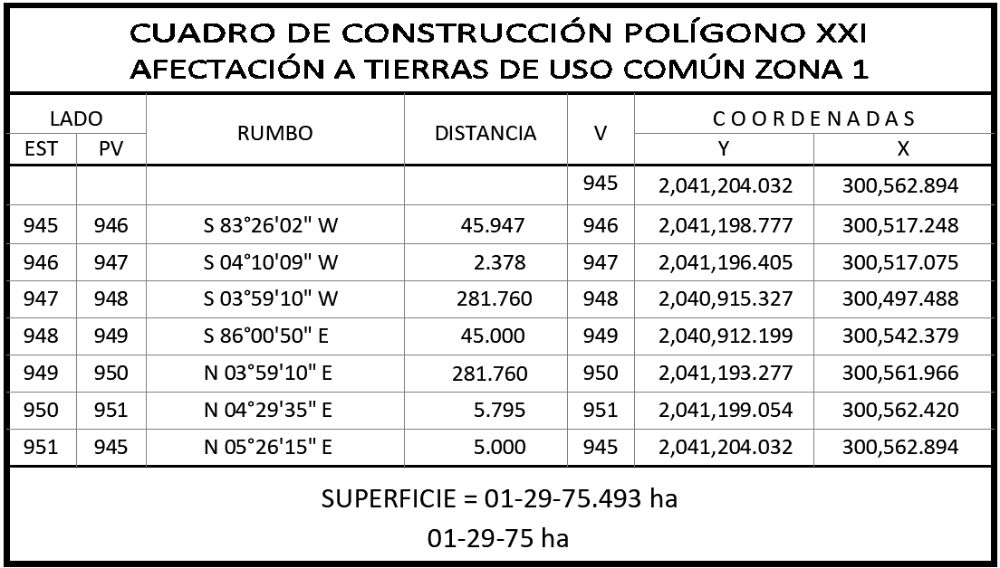 CUADRO DE CONSTRUCCIÓN POLÍGONO XXI
AFECTACIÓN A TIERRAS DE USO COMÚN ZONA 1
LADO RUMBO DISTANCIA V C O O R D E N A D A S
EST PV Y X
945 2,041,204.032 300,562.894
945 946 S 83°26'02" W 45.947 946 2,041,198.777 300,517.248
946 947 S 04°10'09" W 2.378 947 2,041,196.405 300,517.075
947 948 S 03°59'10" W 281.760 948 2,040,915.327 300,497.488
948 949 S 86°00'50" E 45.000 949 2,040,912.199 300,542.379
949 950 N 03°59'10" E 281.760 950 2,041,193.277 300,561.966
950 951 N 04°29'35" E 5.795 951 2,041,199.054 300,562.420
951 945 N 05°26'15" E 5.000 945 2,041,204.032 300,562.894
SUPERFICIE = 01-29-75.493 ha
01-29-75 ha